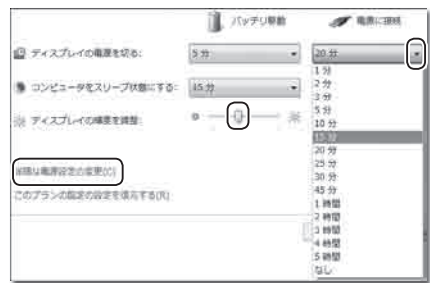 バッテリ駆動
電源に接続
ディスプレイの電源を切る:
5 分
20 分
コンピュータをスリープ状態にする:
15 分
ディスプレイの輝度を調整:
1 分
2 分
3 分
5 分
10 分
15 分
20 分
25 分
30 分
45 分
1 時間
2 時間
3 時間
4 時間
5 時間
なし
詳細な電源設定の変更(C)
このプランの既定の設定を復元する(R)